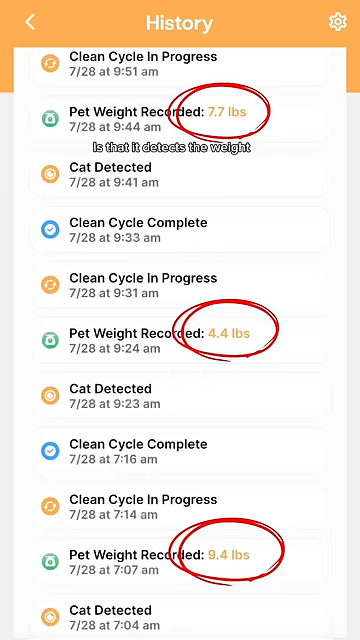 History
Clean Cycle In Progress
7/28 at 9:51 am
Pet Weight Recorded: 7.7 lbs
7/28 at 9:44 am
Is that it detects the weight
Cat Detected
7/28 at 9:41 am
Clean Cycle Complete
7/28 at 9:33 am
Clean Cycle In Progress
7/28 at 9:31 am
Pet Weight Recorded: 4.4 lbs
7/28 at 9:24 am
Cat Detected
7/28 at 9:23 am
Clean Cycle Complete
7/28 at 7:16 am
Clean Cycle In Progress
7/28 at 7:14 am
Pet Weight Recorded: 9.4 lbs
7/28 at 7:07 am
Cat Detected
7/28 at 7:04 am